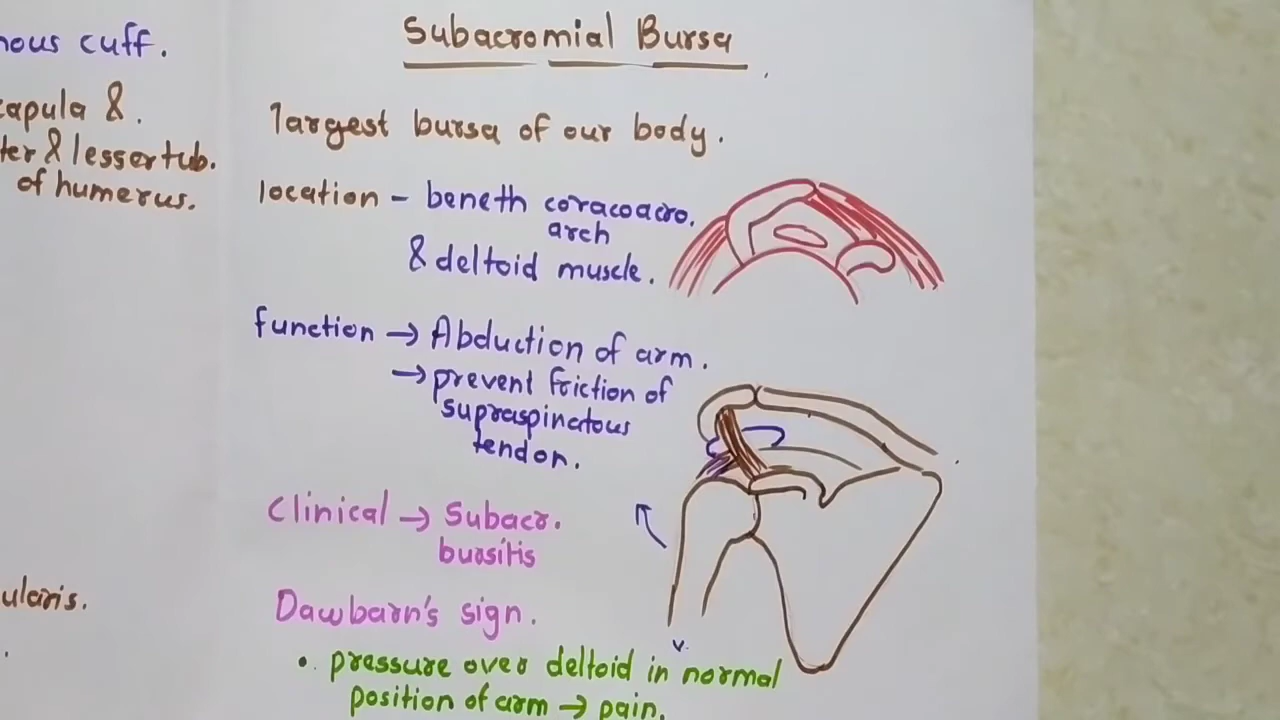 nous cuff.
capula &.
ter & lesser tub.
of humerus.
ularis.
Subacromial Bursa
largest bursa of our body.
location - beneth coracoacro.
arch
& deltoid muscle.
function → Abduction of arm.
→ prevent friction of
supraspinatous
tendon.
Clinical → Subacr.
bursitis
Dawbarn's sign.
• pressure over deltoid in normal
position of arm → pain.